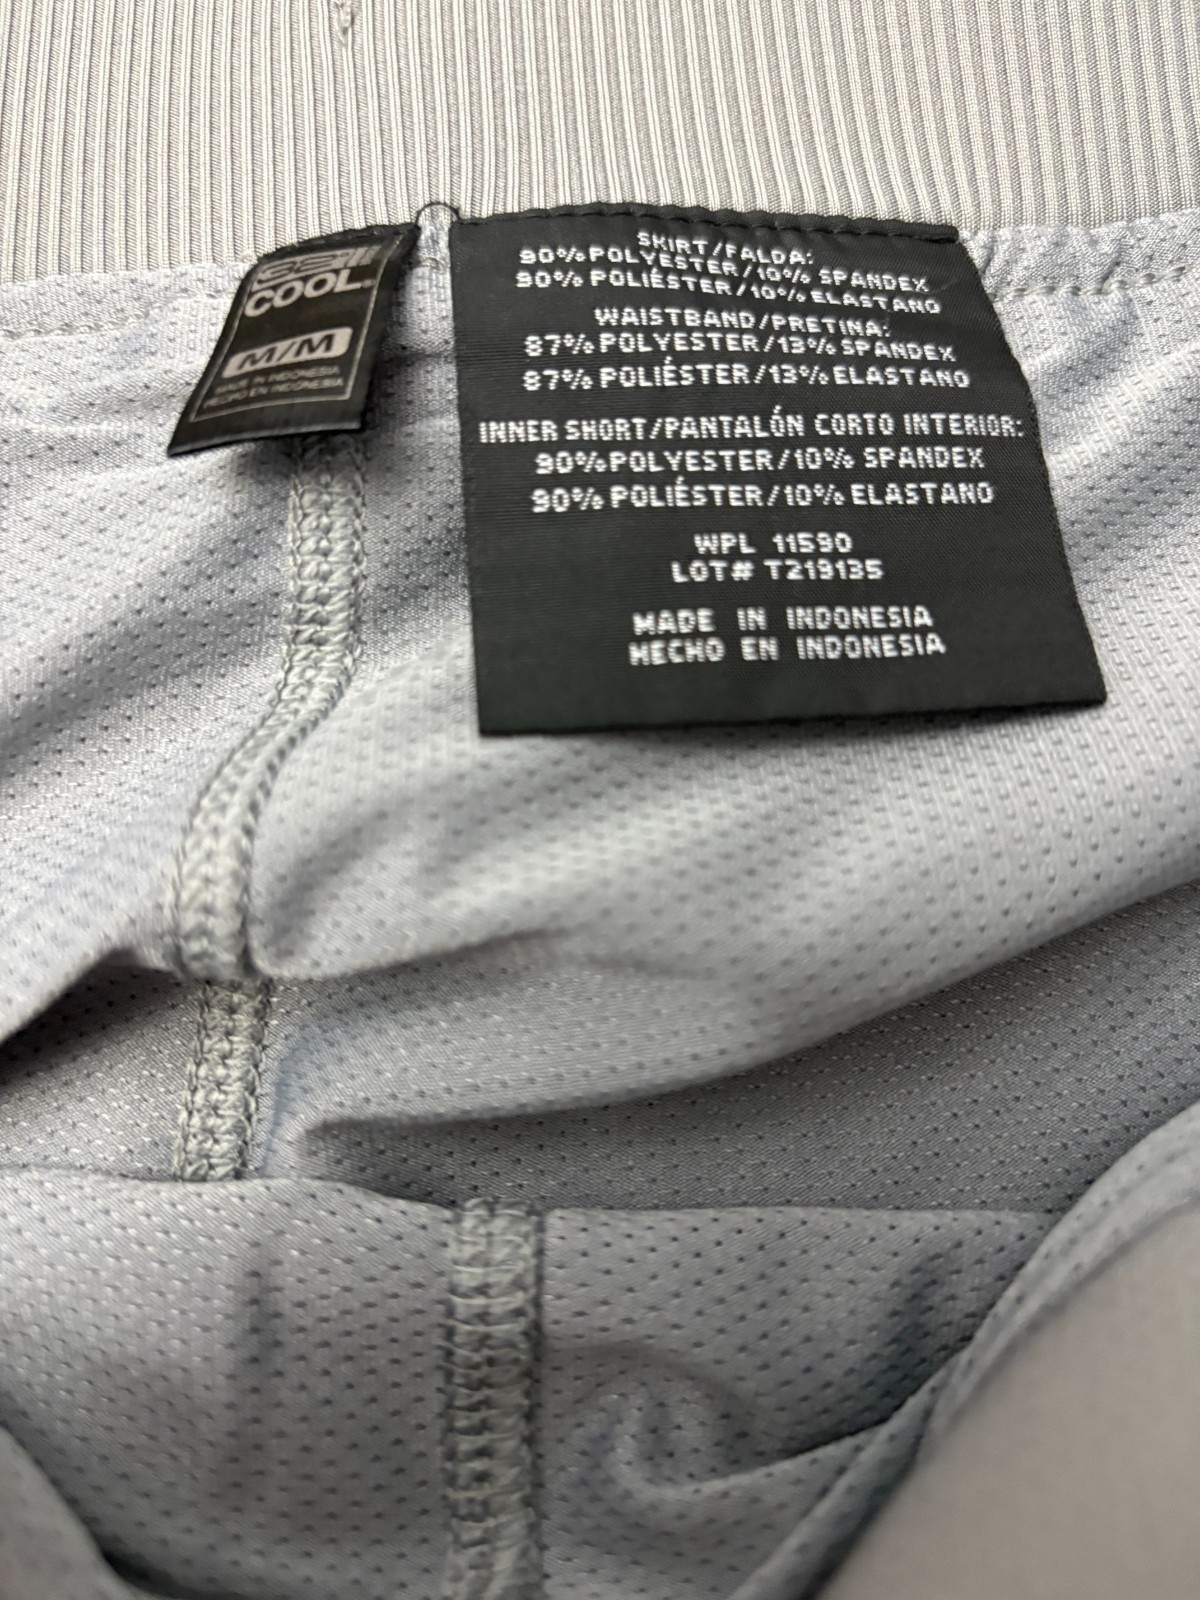 COOL®
M/M
MADE IN INDONESIA
HECHO EN INDONESIA
SKIRT/FALDA:
90% POLYESTER/10% SPANDEX
90% POLIÉSTER/10% ELASTANO
WAISTBAND/PRETINA:
87% POLYESTER/13% SPANDEX
87% POLIÉSTER/13% ELASTANO
INNER SHORT/PANTALÓN CORTO INTERIOR:
90% POLYESTER/10% SPANDEX
90% POLIÉSTER/10% ELASTANO
WPL 11590
LOT# T219135
MADE IN INDONESIA
HECHO EN INDONESIA